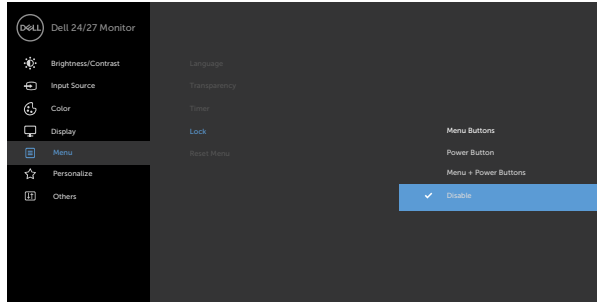 DELL
Dell 24/27 Monitor
Brightness/Contrast
Input Source
Color
Display
Menu
Personalize
Others
Language
Transparency
Timer
Lock
Reset Menu
Menu Buttons
Power Button
Menu + Power Buttons
Disable